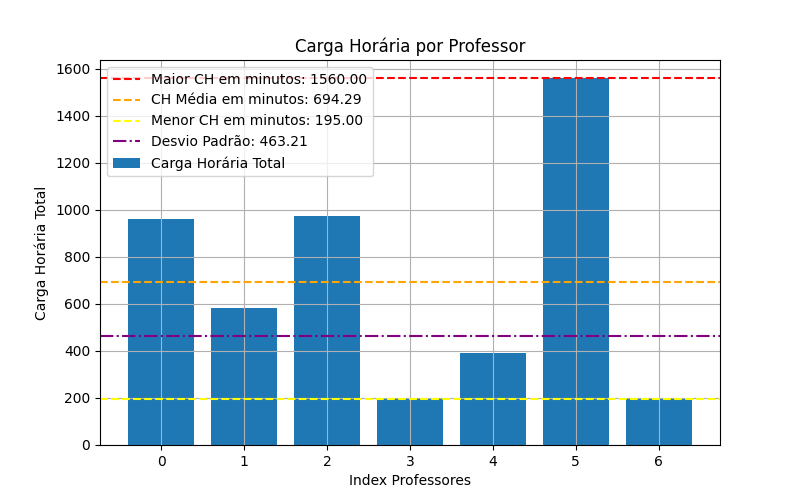 Carga Horária por Professor
Maior CH em minutos: 1560.00
CH Média em minutos: 694.29
Menor CH em minutos: 195.00
Desvio Padrão: 463.21
Carga Horária Total
Carga Horária Total
1600
1400
1200
1000
800
600
400
200
0
0 1 2 3 4 5 6
Index Professores